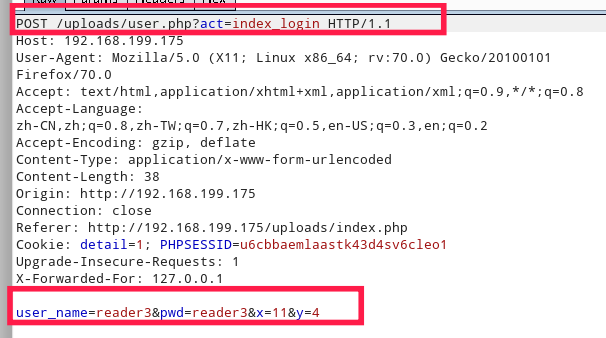 POST /uploads/user.php?act=index_login HTTP/1.1
Host: 192.168.199.175
User-Agent: Mozilla/5.0 (X11; Linux x86_64; rv:70.0) Gecko/20100101
Firefox/70.0
Accept: text/html,application/xhtml+xml,application/xml;q=0.9,*/*;q=0.8
Accept-Language:
zh-CN,zh;q=0.8,zh-TW;q=0.7,zh-HK;q=0.5,en-US;q=0.3,en;q=0.2
Accept-Encoding: gzip, deflate
Content-Type: application/x-www-form-urlencoded
Content-Length: 38
Origin: http://192.168.199.175
Connection: close
Referer: http://192.168.199.175/uploads/index.php
Cookie: detail=1; PHPSESSID=u6cbbaemlaastk43d4sv6cleo1
Upgrade-Insecure-Requests: 1
X-Forwarded-For: 127.0.0.1
user_name=reader3&pwd=reader3&x=11&y=4